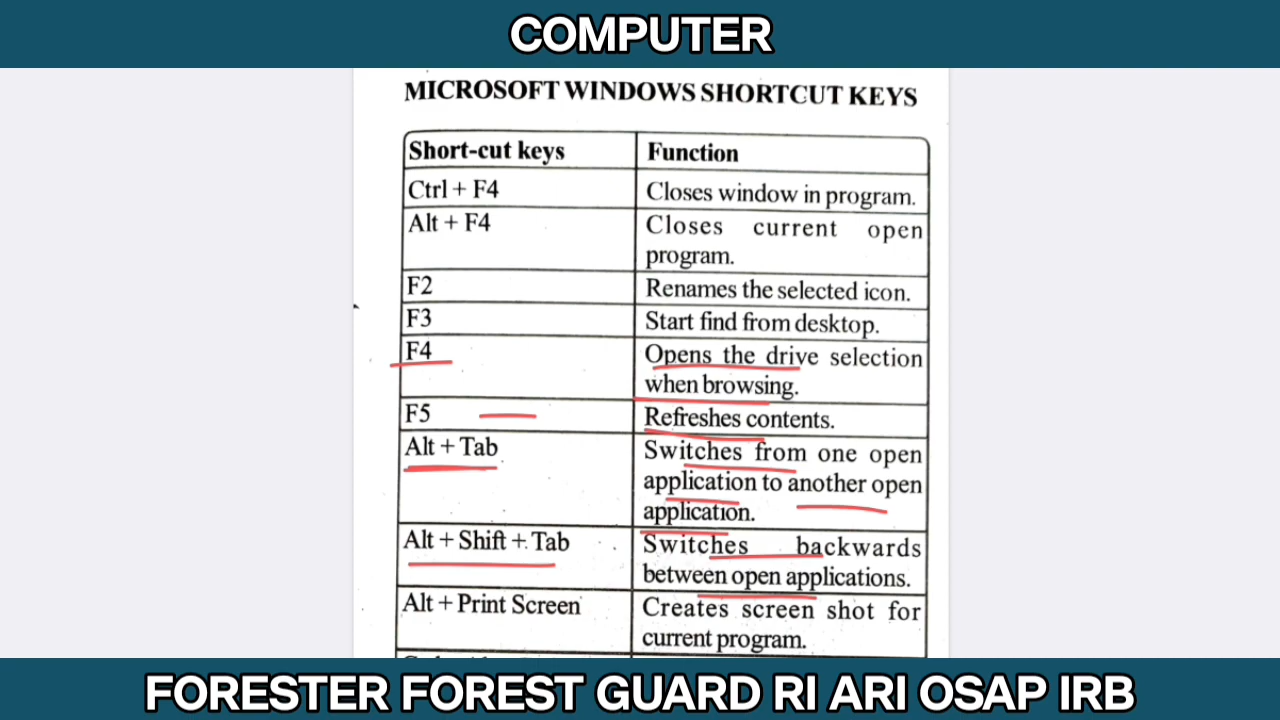 COMPUTER
MICROSOFT WINDOWS SHORTCUT KEYS
Short-cut keys Function
Ctrl + F4 Closes window in program.
Alt + F4 Closes current open
program.
F2 Renames the selected icon.
F3 Start find from desktop.
F4 Opens the drive selection
when browsing.
F5 Refreshes contents.
Alt + Tab Switches from one open
application to another open
application.
Alt + Shift + Tab Switches backwards
between open applications.
Alt + Print Screen Creates screen shot for
current program.
FORESTER FOREST GUARD RI ARI OSAP IRB